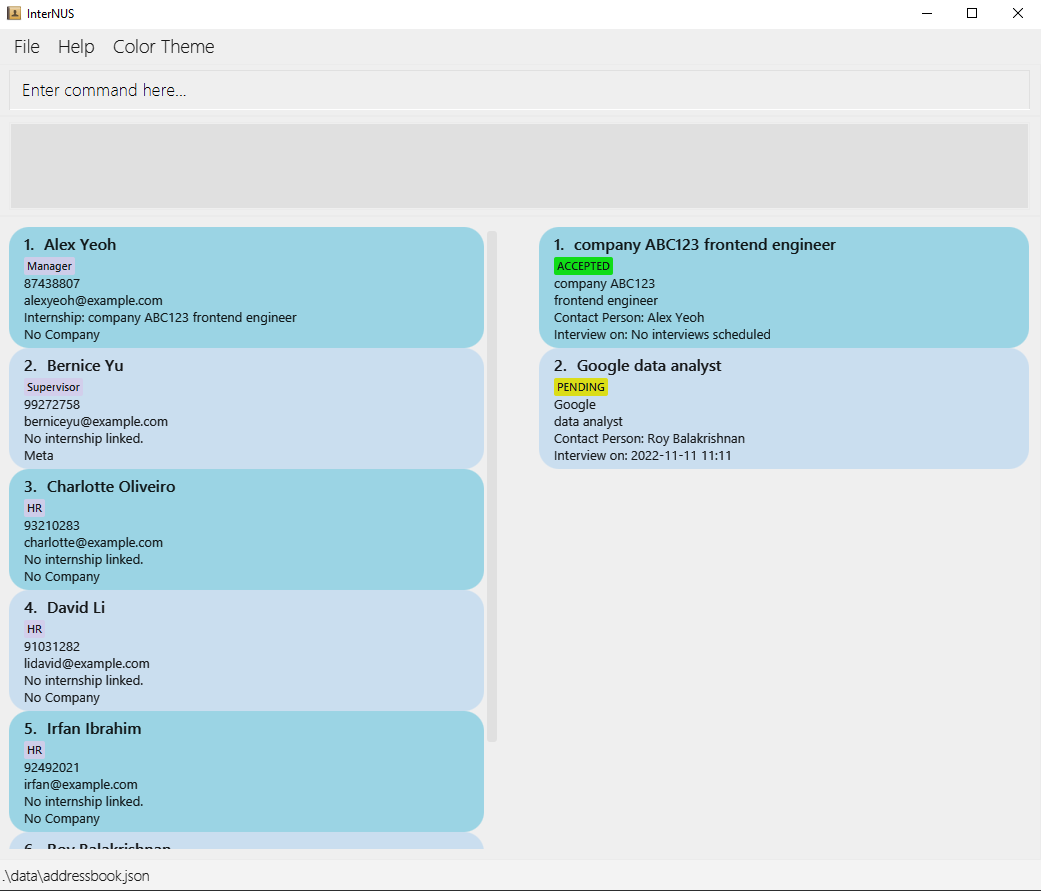 InterNUS
File Help Color Theme
Enter command here...
1. Alex Yeoh
Manager
87438807
alexyeoh@example.com
Internship: company ABC123 frontend engineer
No Company
2. Bernice Yu
Supervisor
99272758
berniceyu@example.com
No internship linked.
Meta
3. Charlotte Oliveiro
HR
93210283
charlotte@example.com
No internship linked.
No Company
4. David Li
HR
91031282
lidavid@example.com
No internship linked.
No Company
5. Irfan Ibrahim
HR
92492021
irfan@example.com
No internship linked.
No Company
6. Roy Balakrishnan
1. company ABC123 frontend engineer
ACCEPTED
company ABC123
frontend engineer
Contact Person: Alex Yeoh
Interview on: No interviews scheduled
2. Google data analyst
PENDING
Google
data analyst
Contact Person: Roy Balakrishnan
Interview on: 2022-11-11 11:11
.\data\addressbook.json